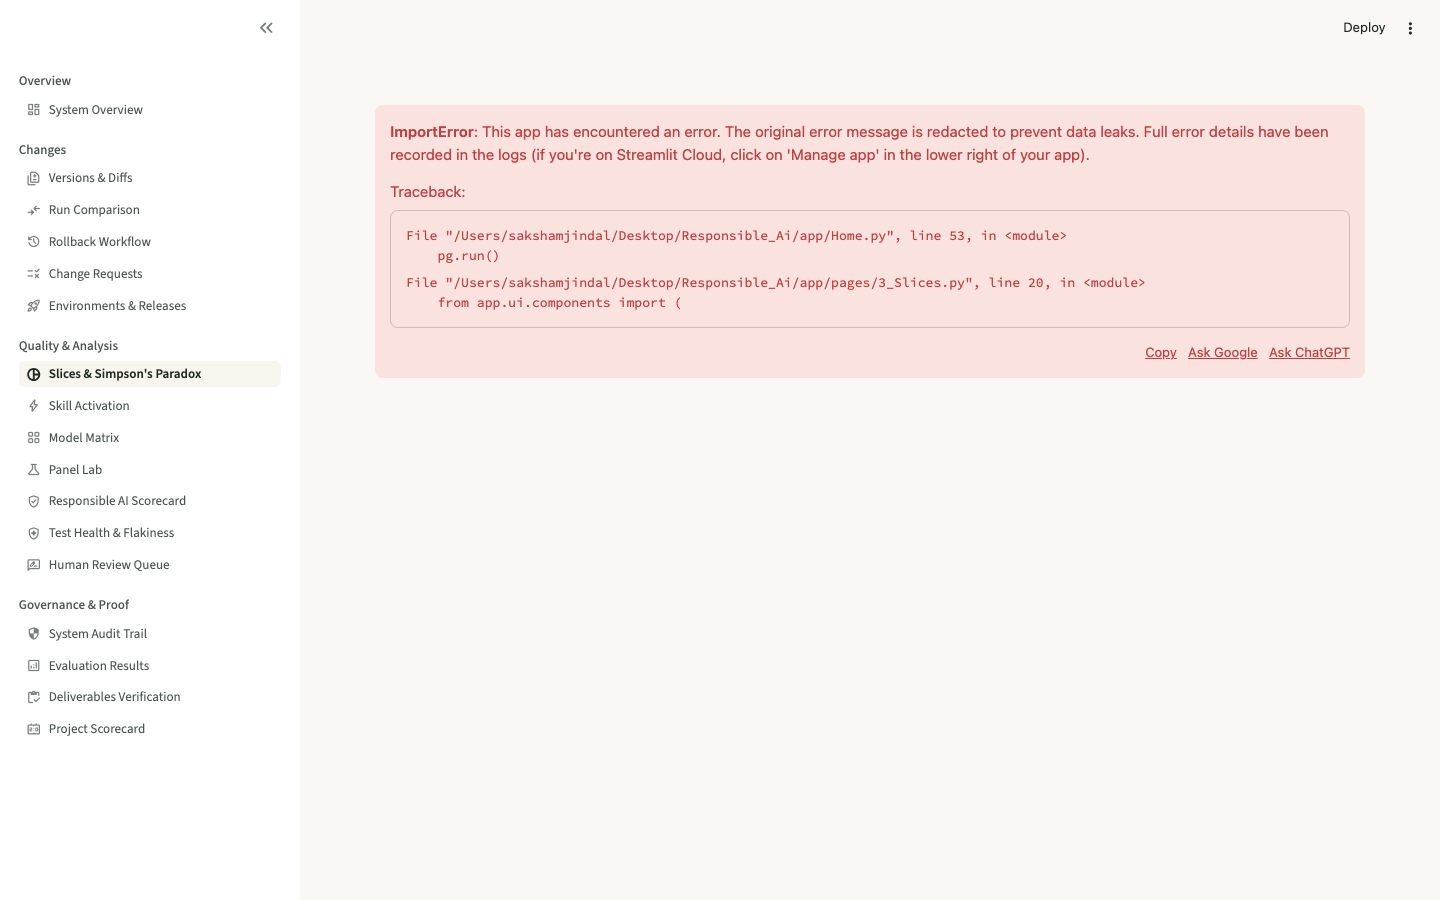 Deploy
Overview
System Overview
Changes
Versions & Diffs
Run Comparison
Rollback Workflow
Change Requests
Environments & Releases
Quality & Analysis
Slices & Simpson's Paradox
Skill Activation
Model Matrix
Panel Lab
Responsible AI Scorecard
Test Health & Flakiness
Human Review Queue
Governance & Proof
System Audit Trail
Evaluation Results
Deliverables Verification
Project Scorecard
ImportError: This app has encountered an error. The original error message is redacted to prevent data leaks. Full error details have been
recorded in the logs (if you're on Streamlit Cloud, click on 'Manage app' in the lower right of your app).
Traceback:
File "/Users/sakshamjindal/Desktop/Responsible_Ai/app/Home.py", line 53, in <module>
    pg.run()
File "/Users/sakshamjindal/Desktop/Responsible_Ai/app/pages/3_Slices.py", line 20, in <module>
    from app.ui.components import (
Copy Ask Google Ask ChatGPT